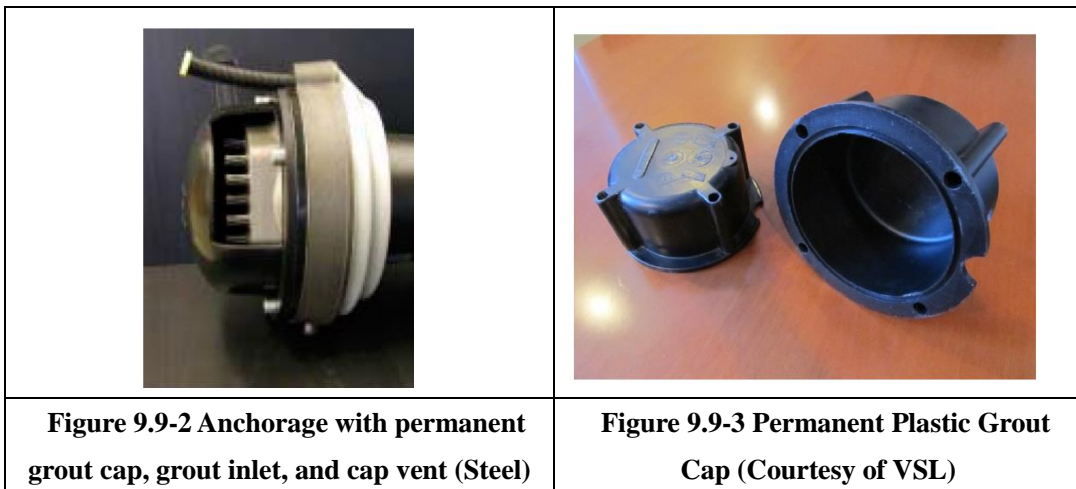 Figure 9.9-2 Anchorage with permanent
grout cap, grout inlet, and cap vent (Steel)
Figure 9.9-3 Permanent Plastic Grout
Cap (Courtesy of VSL)